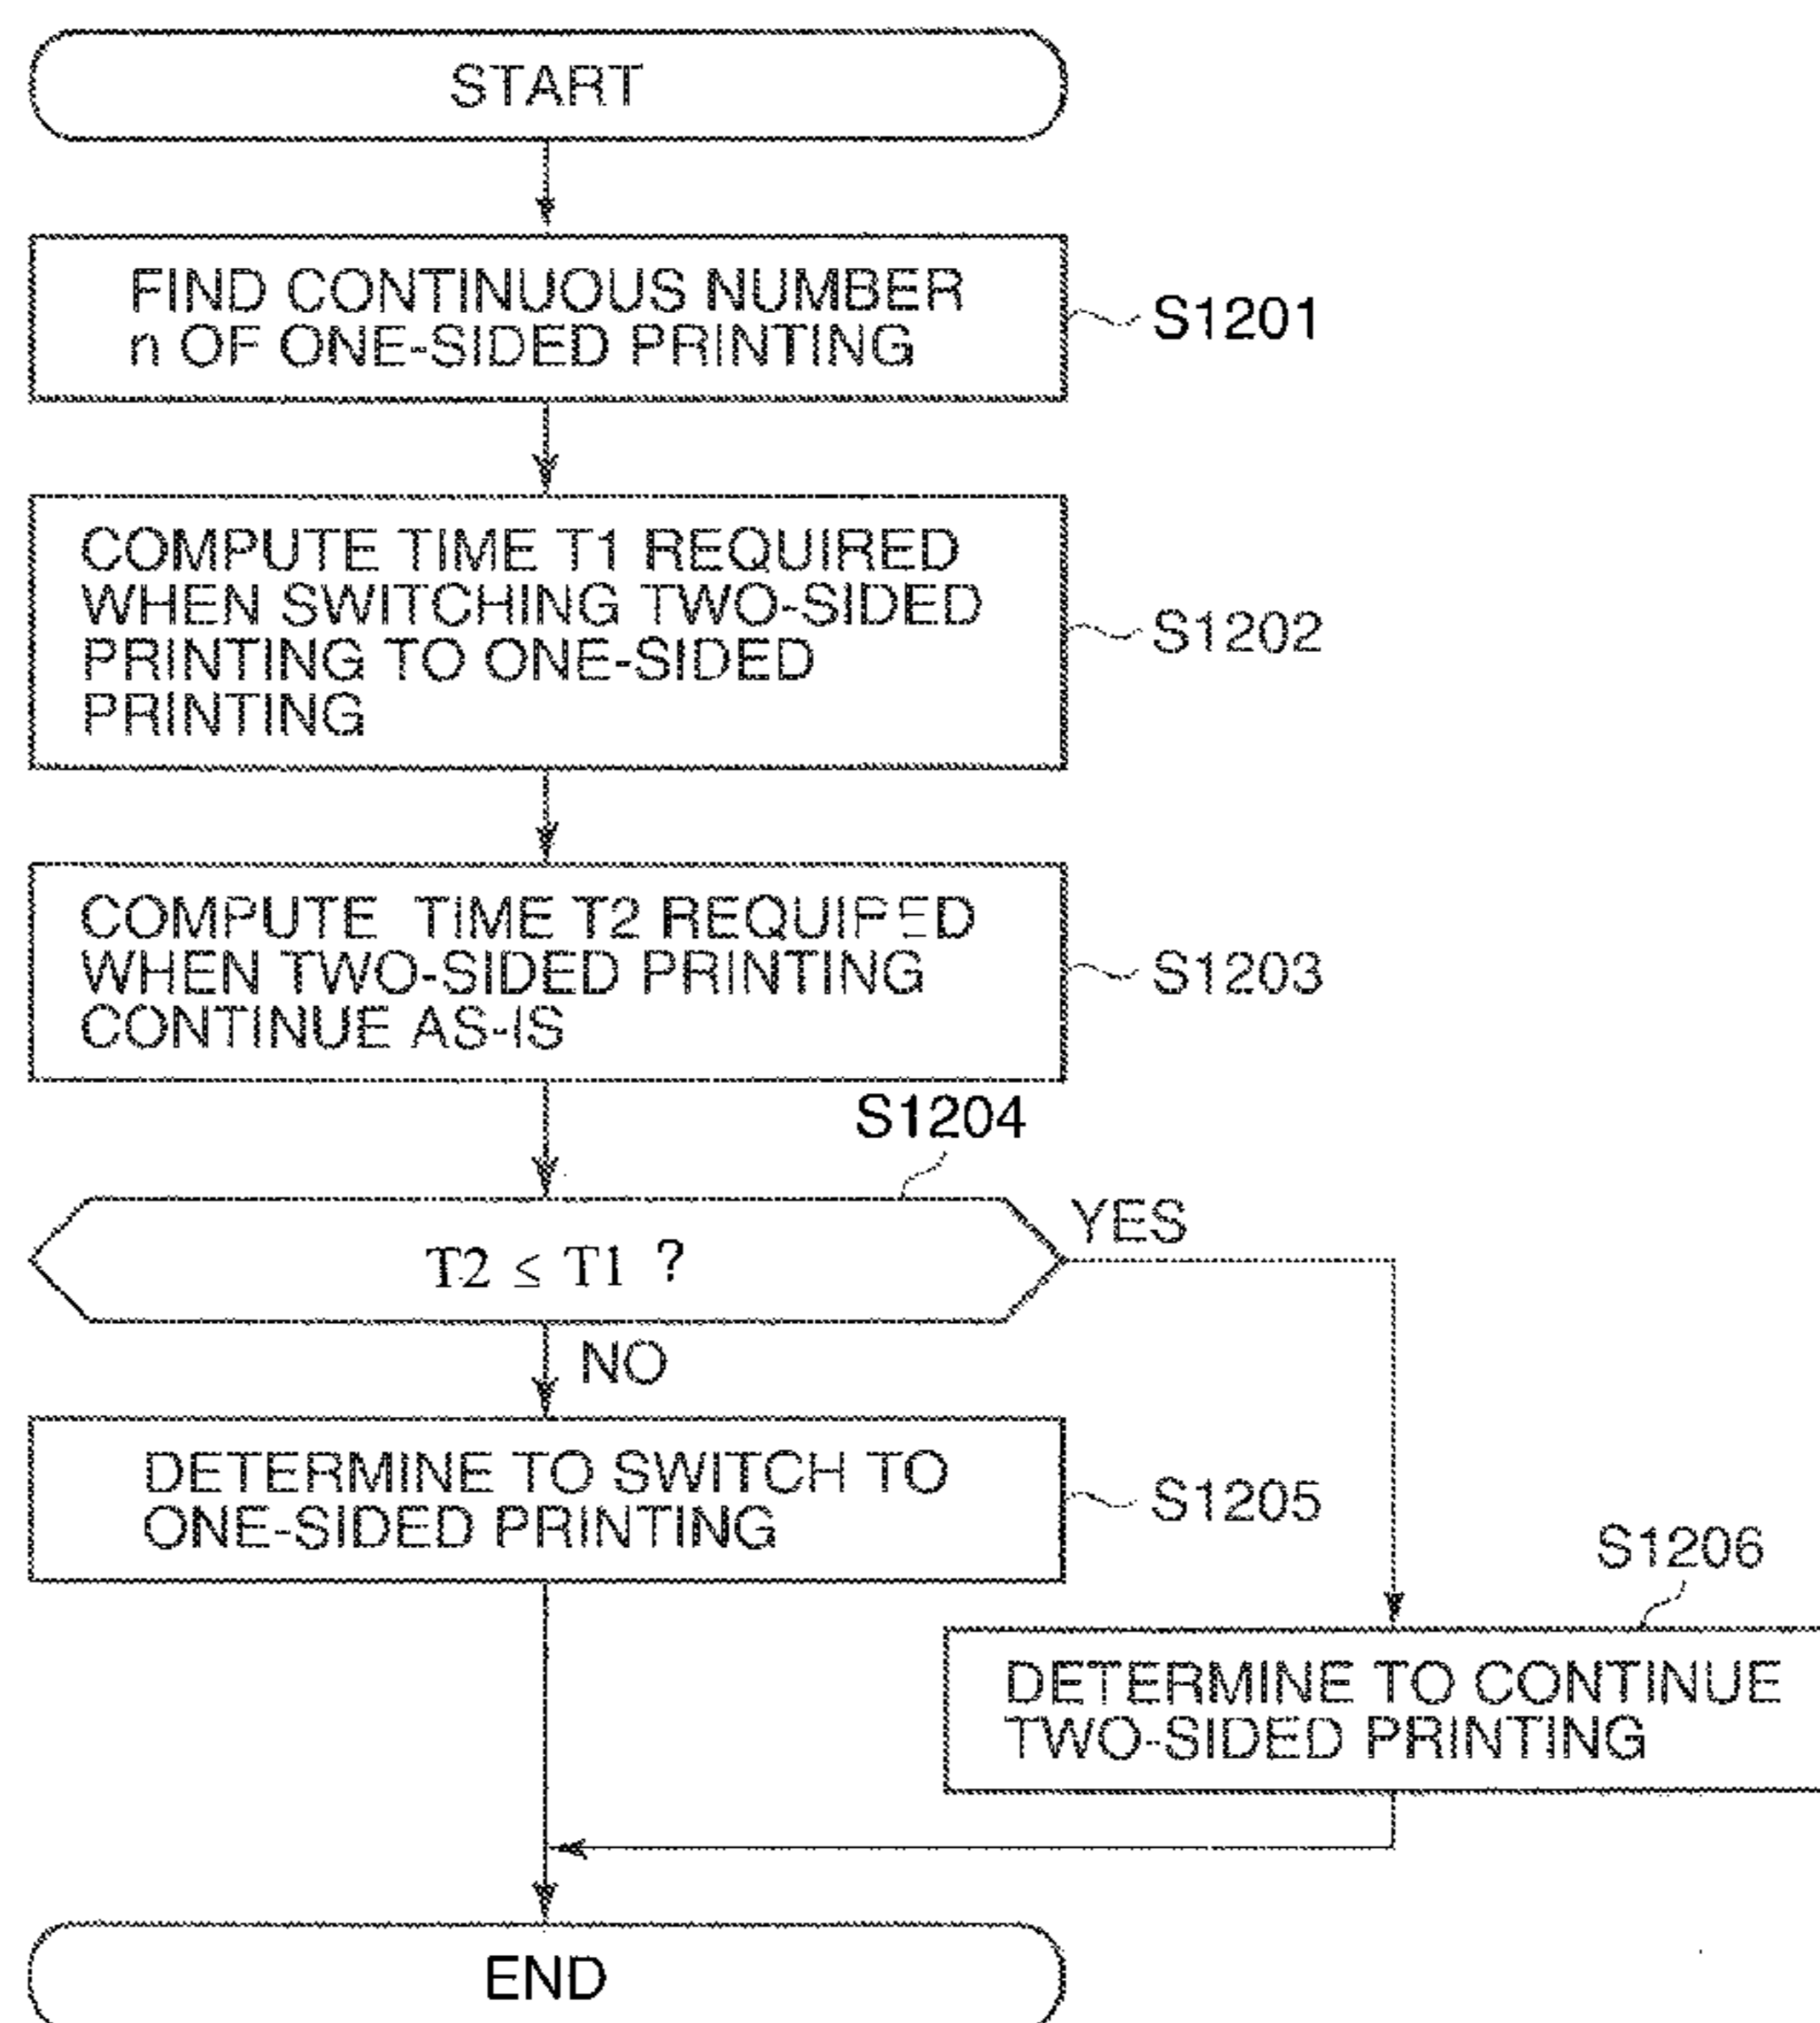 START
FIND CONTINUOUS NUMBER
n OF ONE-SIDED PRINTING
S1201
COMPUTE TIME T1 REQUIRED
WHEN SWITCHING TWO-SIDED
PRINTING TO ONE-SIDED
PRINTING
S1202
COMPUTE TIME T2 REQUIRED
WHEN TWO-SIDED PRINTING
CONTINUE AS-IS
S1203
S1204
T2 ≤ T1 ?
YES
NO
DETERMINE TO SWITCH TO
ONE-SIDED PRINTING
S1205
S1206
DETERMINE TO CONTINUE
TWO-SIDED PRINTING
END